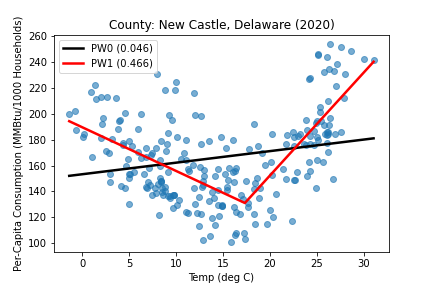 County: New Castle, Delaware (2020)
PW0 (0.046)
PW1 (0.466)
Per-Capita Consumption (MMBtu/1000 Households)
260
240
220
200
180
160
140
120
100
0 5 10 15 20 25 30
Temp (deg C)